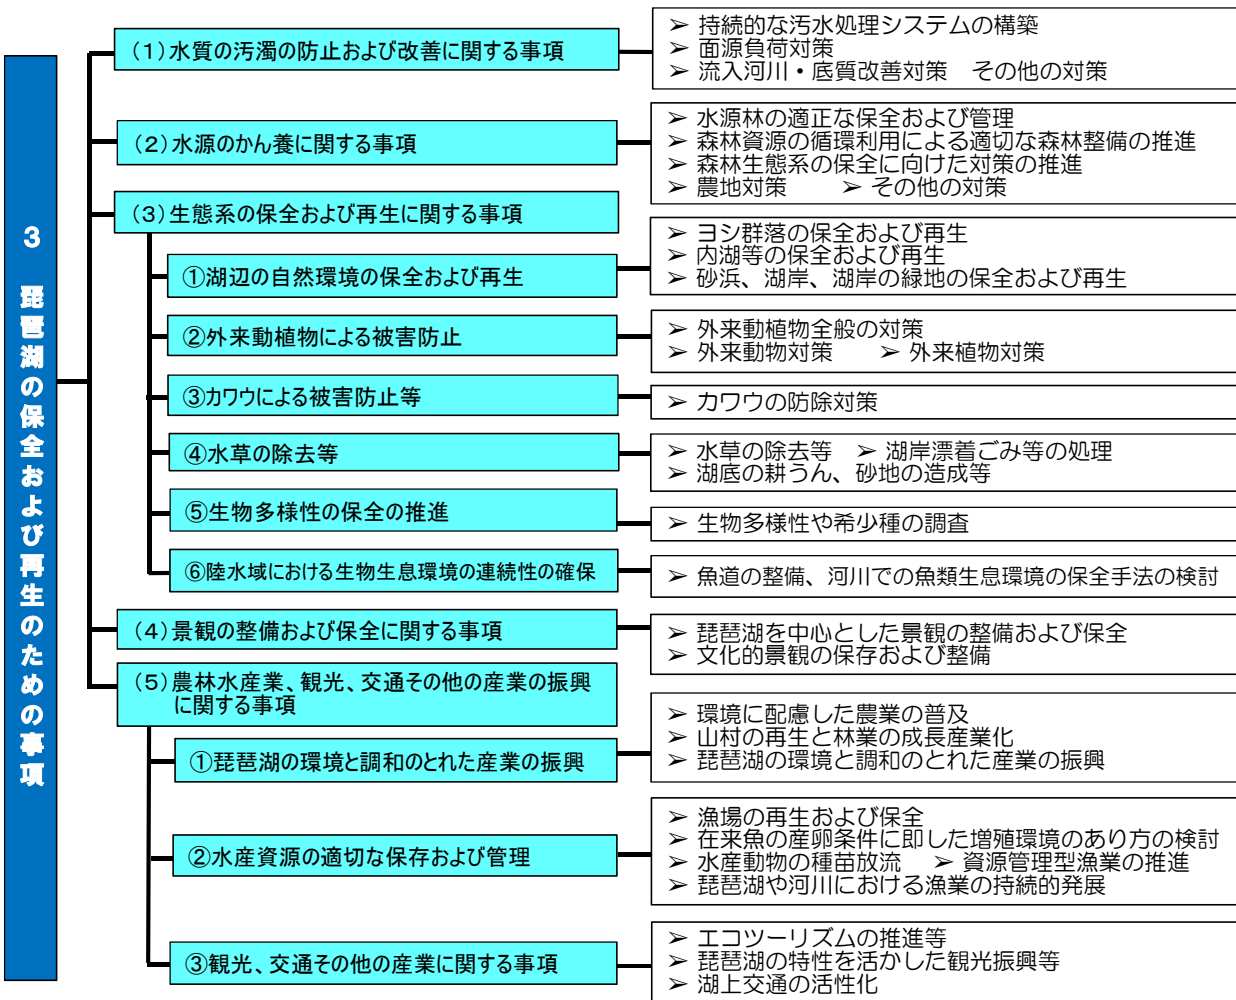 3 琵琶湖の保全および再生のための事項
(1)水質の汚濁の防止および改善に関する事項
➢ 持続的な汚水処理システムの構築
➢ 面源負荷対策
➢ 流入河川・底質改善対策 その他の対策
(2)水源のかん養に関する事項
➢ 水源林の適正な保全および管理
➢ 森林資源の循環利用による適切な森林整備の推進
➢ 森林生態系の保全に向けた対策の推進
➢ 農地対策 ➢ その他の対策
(3)生態系の保全および再生に関する事項
①湖辺の自然環境の保全および再生
➢ ヨシ群落の保全および再生
➢ 内湖等の保全および再生
➢ 砂浜、湖岸、湖岸の緑地の保全および再生
②外来動植物による被害防止
➢ 外来動植物全般の対策
➢ 外来動物対策 ➢ 外来植物対策
③カワウによる被害防止等
➢ カワウの防除対策
④水草の除去等
➢ 水草の除去等 ➢ 湖岸漂着ごみ等の処理
➢ 湖底の耕うん、砂地の造成等
⑤生物多様性の保全の推進
➢ 生物多様性や希少種の調査
⑥陸水域における生物生息環境の連続性の確保
➢ 魚道の整備、河川での魚類生息環境の保全手法の検討
(4)景観の整備および保全に関する事項
➢ 琵琶湖を中心とした景観の整備および保全
➢ 文化的景観の保存および整備
(5)農林水産業、観光、交通その他の産業の振興
に関する事項
①琵琶湖の環境と調和のとれた産業の振興
➢ 環境に配慮した農業の普及
➢ 山村の再生と林業の成長産業化
➢ 琵琶湖の環境と調和のとれた産業の振興
②水産資源の適切な保存および管理
➢ 漁場の再生および保全
➢ 在来魚の産卵条件に即した増殖環境のあり方の検討
➢ 水産動物の種苗放流 ➢ 資源管理型漁業の推進
➢ 琵琶湖や河川における漁業の持続的発展
③観光、交通その他の産業に関する事項
➢ エコツーリズムの推進等
➢ 琵琶湖の特性を活かした観光振興等
➢ 湖上交通の活性化